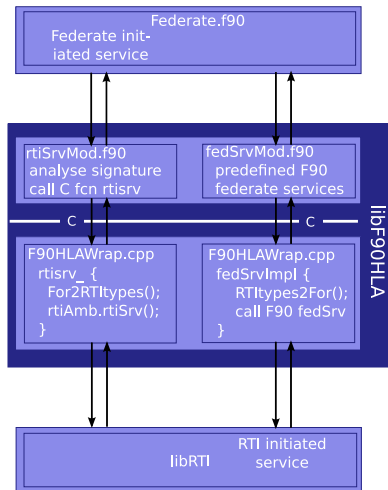 Federate.f90
Federate init-
iated service
rtiSrvMod.f90
analyse signature
call C fcn rtisrv
fedSrvMod.f90
predefined F90
federate services
C
C
libF90HLA
F90HLAWrap.cpp
rtisrv_ {
For2RTItypes();
rtiAmb.rtiSrv();
}
F90HLAWrap.cpp
fedSrvImpl {
RTItypes2For();
call F90 fedSrv
}
libRTI
RTI initiated
service